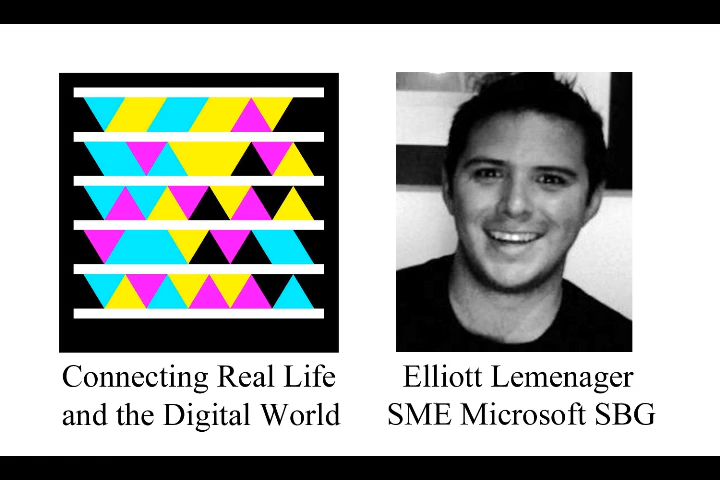 Connecting Real Life
and the Digital World
Elliott Lemenager
SME Microsoft SBG